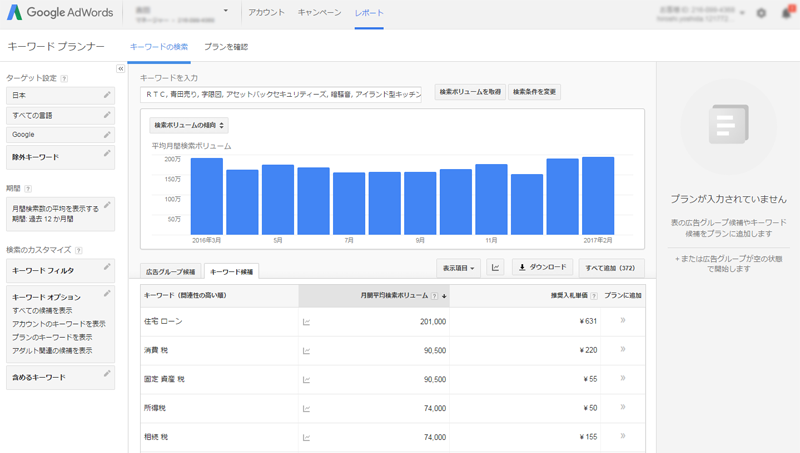 Google AdWords
アカウント
キャンペーン
レポート
キーワード プランナー
キーワードの検索
プランを確認
«
ターゲット設定 ?
日本
すべての言語
Google
除外キーワード
期間 ?
月間検索数の平均を表示する
期間: 過去 12 か月間
検索のカスタマイズ ?
キーワード フィルタ
キーワード オプション
すべての候補を表示
アカウントのキーワードを表示
プランのキーワードを表示
アダルト関連の候補を表示
含めるキーワード
キーワードを入力
ＲＴＣ, 青田売り, 字限図, アセットバックセキュリティーズ, 暗騒音, アイランド型キッチン
検索ボリュームを取得
検索条件を変更
検索ボリュームの傾向
平均月間検索ボリューム
200万
150万
100万
50万
2016年3月
5月
7月
9月
11月
2017年2月
広告グループ候補
キーワード候補
表示項目
ダウンロード
すべて追加（372）
キーワード（関連性の高い順）
月間平均検索ボリューム ?
推奨入札単価 ?
プランに追加
住宅 ローン
201,000
¥631
»
消費 税
90,500
¥220
»
固定 資産 税
90,500
¥55
»
所得税
74,000
¥50
»
相続 税
74,000
¥155
»
プランが入力されていません
表の広告グループ候補やキーワード
候補をプランに追加します
+ または広告グループが空の状態
で開始します